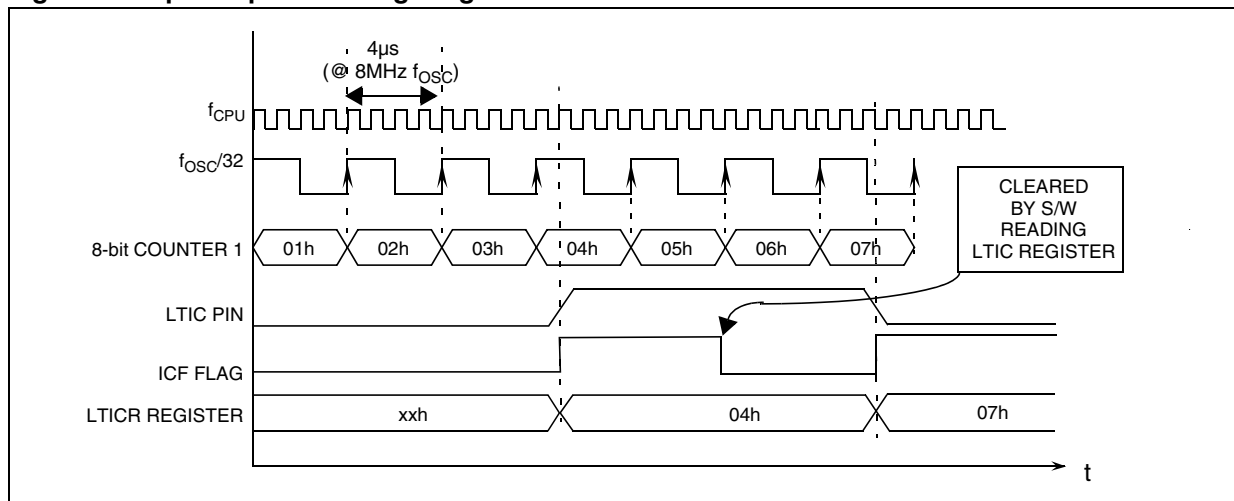 4µs
(@ 8MHz fOSC)
fCPU
fOSC/32
CLEARED
BY S/W
READING
LTIC REGISTER
8-bit COUNTER 1
01h
02h
03h
04h
05h
06h
07h
LTIC PIN
ICF FLAG
LTICR REGISTER
xxh
04h
07h
t